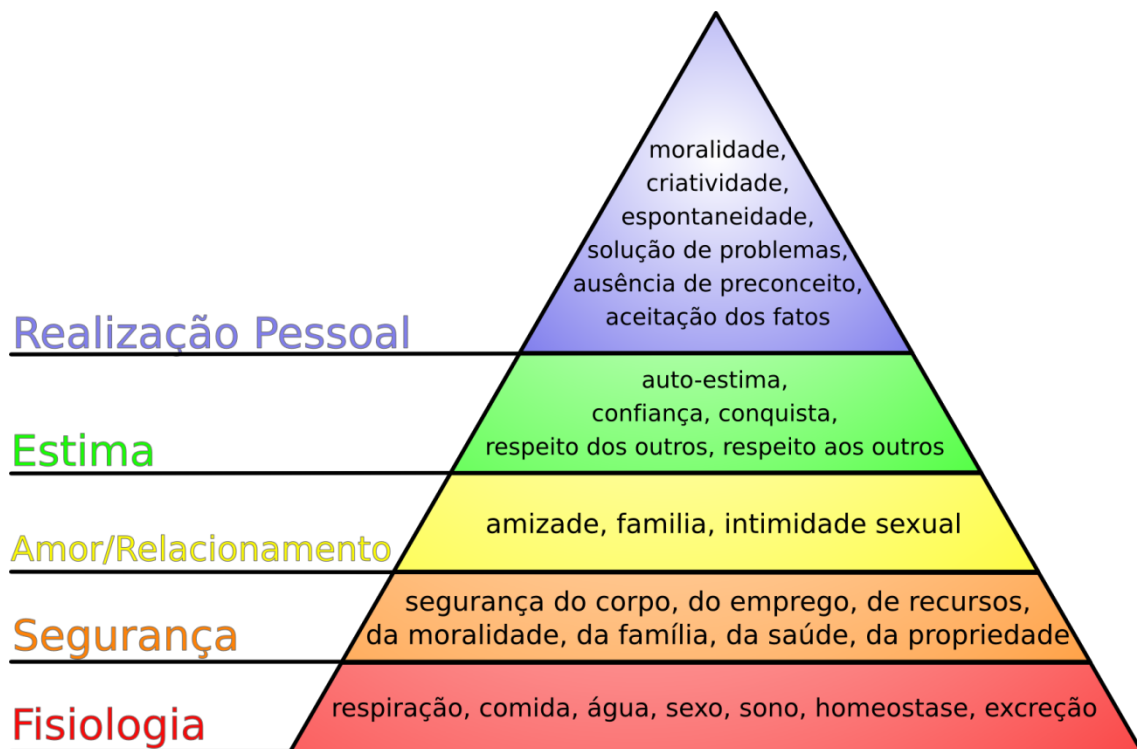 moralidade,
criatividade,
espontaneidade,
solução de problemas,
ausência de preconceito,
aceitação dos fatos
Realização Pessoal
auto-estima,
confiança, conquista,
respeito dos outros, respeito aos outros
Estima
amizade, familia, intimidade sexual
Amor/Relacionamento
segurança do corpo, do emprego, de recursos,
da moralidade, da família, da saúde, da propriedade
Segurança
respiração, comida, água, sexo, sono, homeostase, excreção
Fisiologia